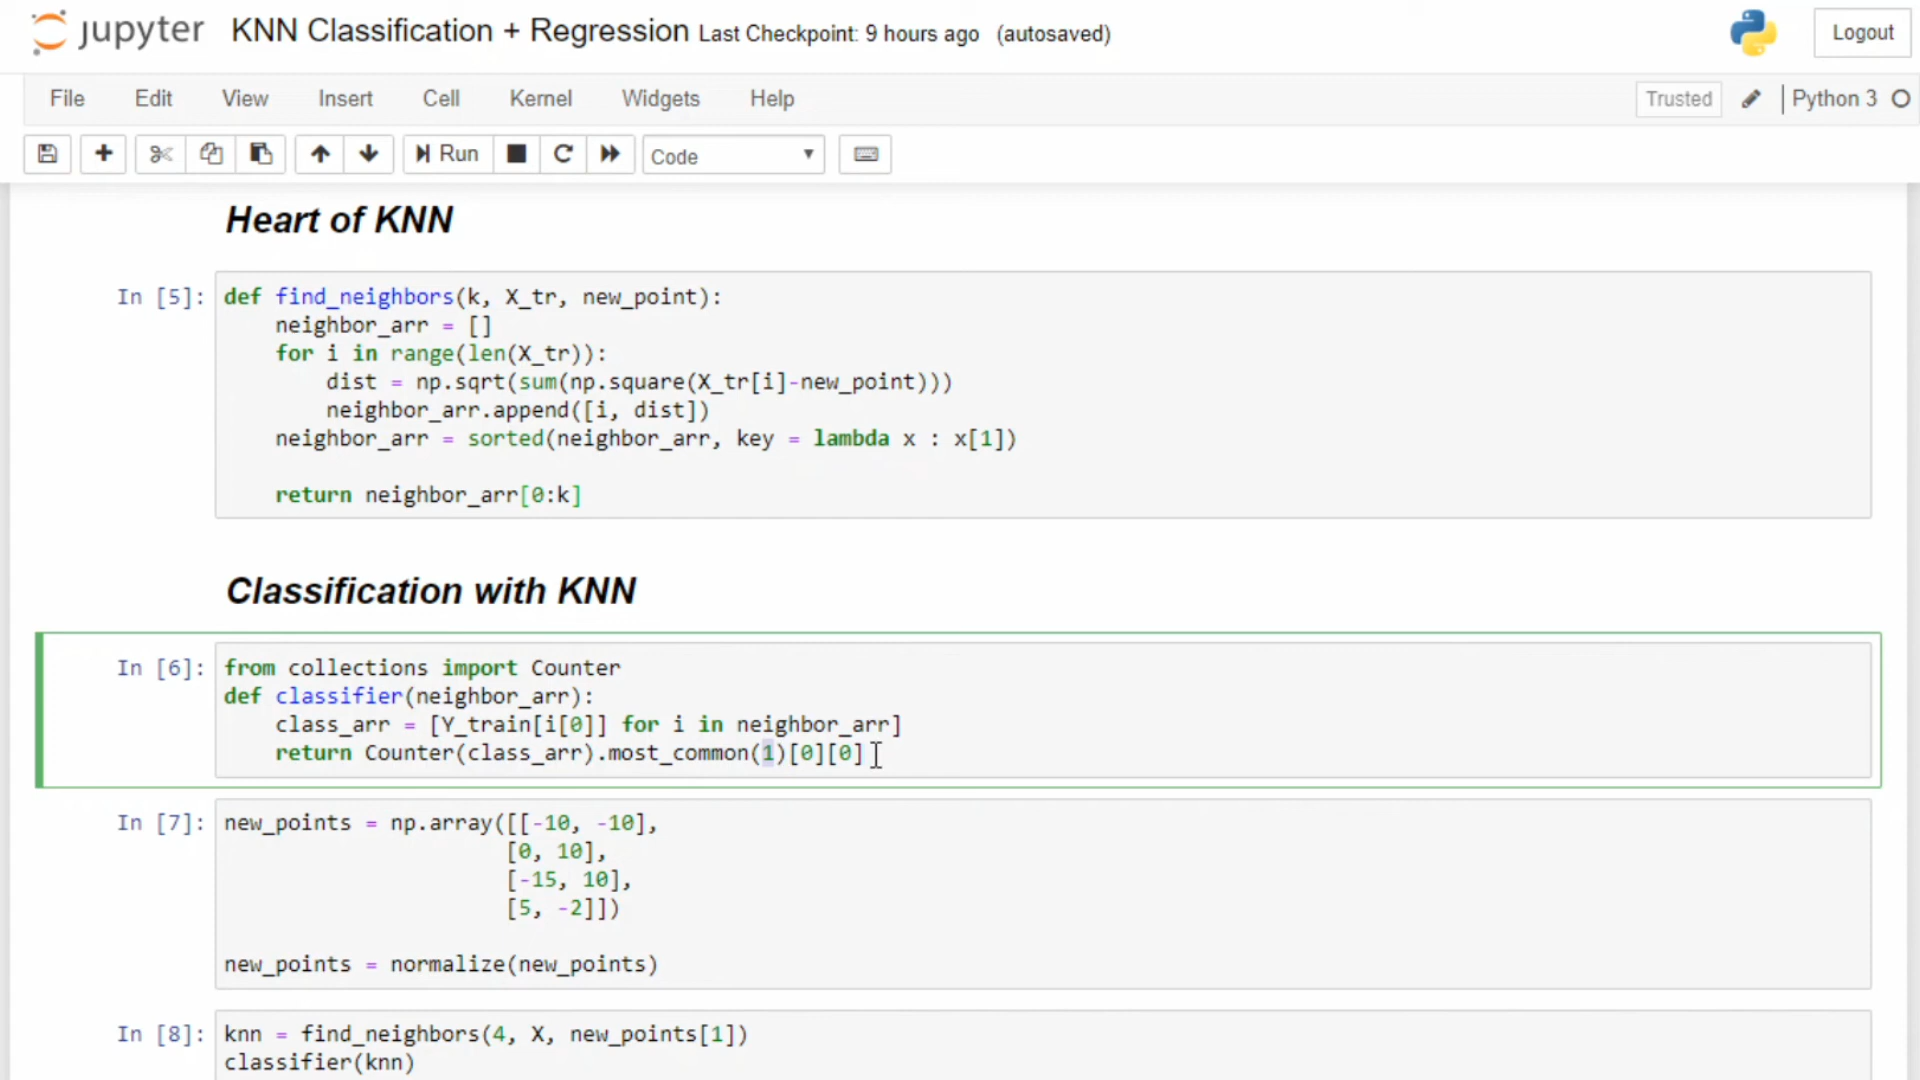 jupyter KNN Classification + Regression Last Checkpoint: 9 hours ago (autosaved) Logout
File Edit View Insert Cell Kernel Widgets Help Trusted Python 3
Run Code
Heart of KNN
In [5]: def find_neighbors(k, X_tr, new_point):
    neighbor_arr = []
    for i in range(len(X_tr)):
        dist = np.sqrt(sum(np.square(X_tr[i]-new_point)))
        neighbor_arr.append([i, dist])
    neighbor_arr = sorted(neighbor_arr, key = lambda x : x[1])
    return neighbor_arr[0:k]
Classification with KNN
In [6]: from collections import Counter
def classifier(neighbor_arr):
    class_arr = [Y_train[i[0]] for i in neighbor_arr]
    return Counter(class_arr).most_common(1)[0][0]
In [7]: new_points = np.array([[-10, -10],
                      [0, 10],
                      [-15, 10],
                      [5, -2]])
new_points = normalize(new_points)
In [8]: knn = find_neighbors(4, X, new_points[1])
classifier(knn)